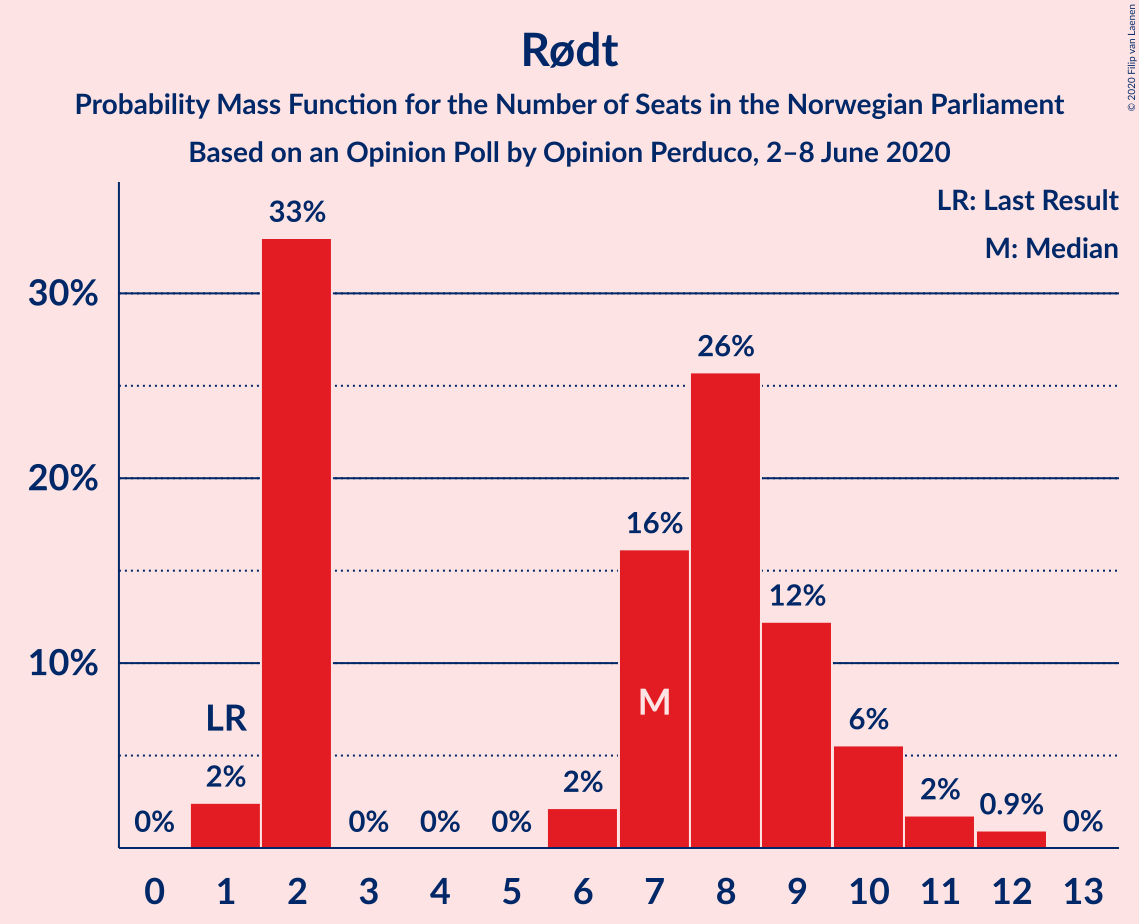 Rødt
Probability Mass Function for the Number of Seats in the Norwegian Parliament
Based on an Opinion Poll by Opinion Perduco, 2–8 June 2020
© 2020 Filip van Laenen
LR: Last Result
M: Median
30%
20%
10%
0%
2%
LR
33%
0%
0%
0%
2%
16%
M
26%
12%
6%
2%
0.9%
0%
0 1 2 3 4 5 6 7 8 9 10 11 12 13